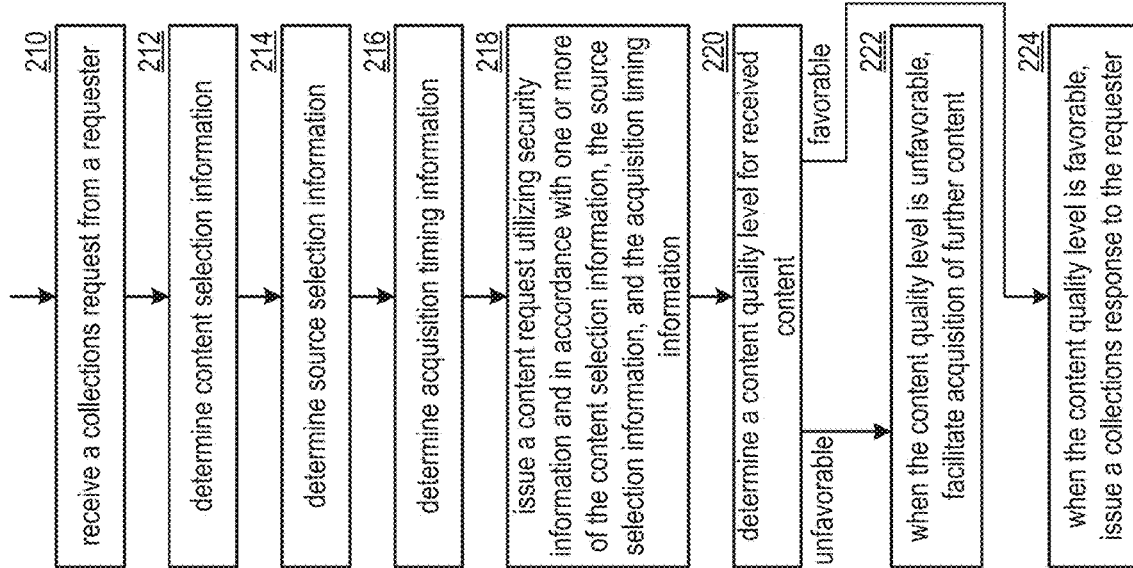 210
receive a collections request from a requester
212
determine content selection information
214
determine source selection information
216
determine acquisition timing information
218
issue a content request utilizing security
information and in accordance with one or more
of the content selection information, the source
selection information, and the acquisition timing
information
220
determine a content quality level for received
content
unfavorable
favorable
222
when the content quality level is unfavorable,
facilitate acquisition of further content
224
when the content quality level is favorable,
issue a collections response to the requester